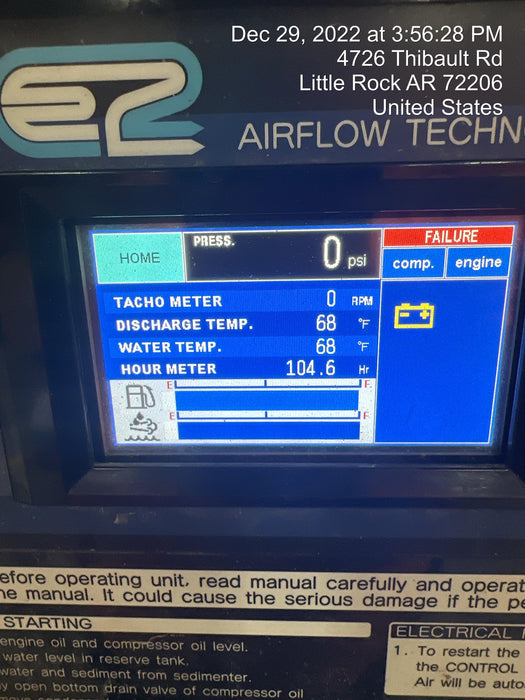 Dec 29, 2022 at 3:56:28 PM
4726 Thibault Rd
Little Rock AR 72206
United States
e2
AIRFLOW TECHN
HOME
PRESS.
0 psi
FAILURE
comp. engine
TACHO METER 0 RPM
DISCHARGE TEMP. 68 °F
WATER TEMP. 68 °F
HOUR METER 104.6 Hr
E F
E F
efore operating unit, read manual carefully and operat
he manual. It could cause the serious damage if the po
STARTING
engine oil and compressor oil level.
water level in reserve tank.
water and sediment from sedimenter.
y open bottom drain valve of compressor oil
ELECTRICAL
1. To restart the
the CONTROL
Air will be auto